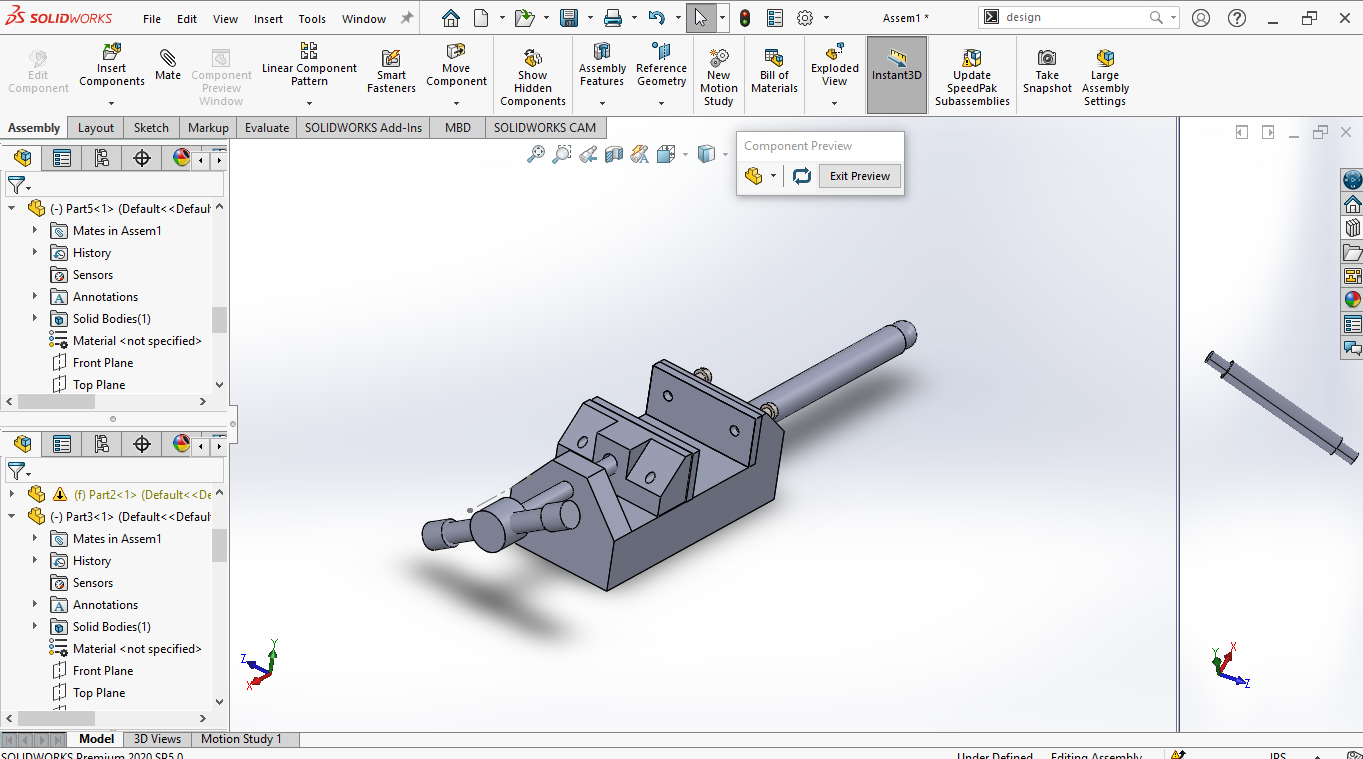 SOLIDWORKS File Edit View Insert Tools Window Assem1 * design
Edit Component
Insert Components
Mate
Component Preview Window
Linear Component Pattern
Smart Fasteners
Move Component
Show Hidden Components
Assembly Features
Reference Geometry
New Motion Study
Bill of Materials
Exploded View
Instant3D
Update SpeedPak Subassemblies
Take Snapshot
Large Assembly Settings
Assembly Layout Sketch Markup Evaluate SOLIDWORKS Add-Ins MBD SOLIDWORKS CAM
Component Preview
Exit Preview
(-) Part5<1> (Default<<Defaul
Mates in Assem1
History
Sensors
Annotations
Solid Bodies(1)
Material <not specified>
Front Plane
Top Plane
(f) Part2<1> (Default<<De
(-) Part3<1> (Default<<Defaul
Mates in Assem1
History
Sensors
Annotations
Solid Bodies(1)
Material <not specified>
Front Plane
Top Plane
Y
Z
X
Y
X
Z
Model 3D Views Motion Study 1
SOLIDWORKS Premium 2020 SP5.0 Under Defined Editing Assembly IPS